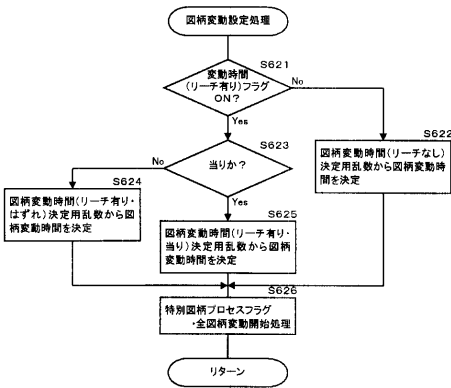 図柄変動設定処理
S621
変動時間
(リーチ有り)フラグ
ON?
No
Yes
S622
図柄変動時間(リーチなし)
決定用乱数から図柄変動時
間を決定
S623
当りか?
No
Yes
S624
図柄変動時間(リーチ有り・
はずれ)決定用乱数から図
柄変動時間を決定
S625
図柄変動時間(リーチ有り・
当り)決定用乱数から図柄
変動時間を決定
S626
特別図柄プロセスフラグ
・全図柄変動開始処理
リターン